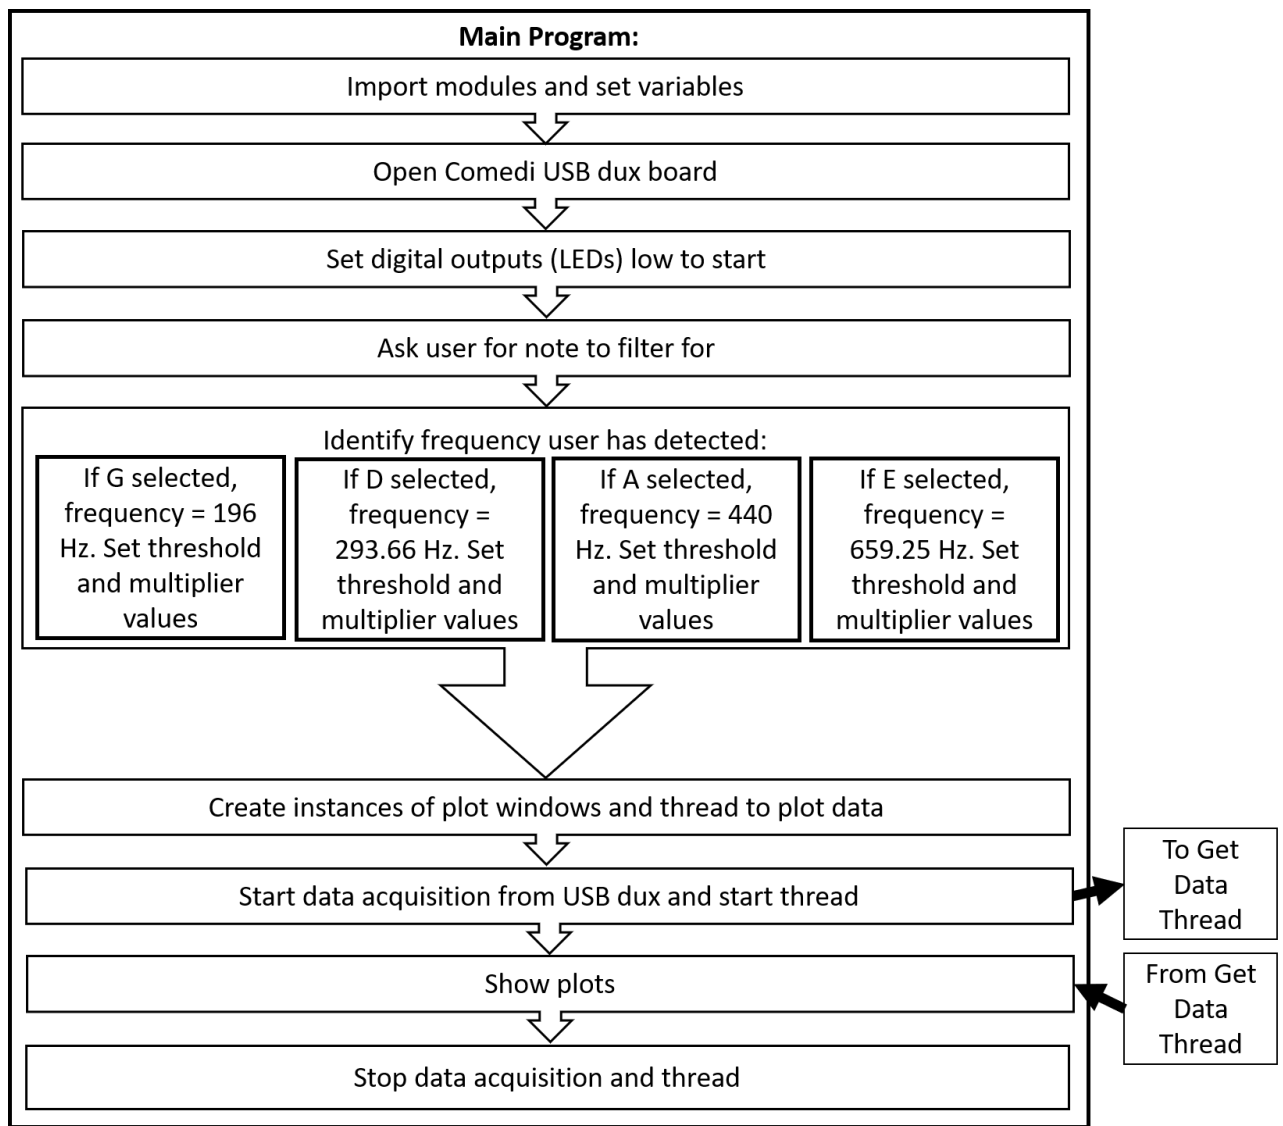 Main Program:
Import modules and set variables
Open Comedi USB dux board
Set digital outputs (LEDs) low to start
Ask user for note to filter for
Identify frequency user has detected:
If G selected,
frequency = 196
Hz. Set threshold
and multiplier
values
If D selected,
frequency =
293.66 Hz. Set
threshold and
multiplier values
If A selected,
frequency = 440
Hz. Set threshold
and multiplier
values
If E selected,
frequency =
659.25 Hz. Set
threshold and
multiplier values
Create instances of plot windows and thread to plot data
Start data acquisition from USB dux and start thread
To Get
Data
Thread
Show plots
From Get
Data
Thread
Stop data acquisition and thread